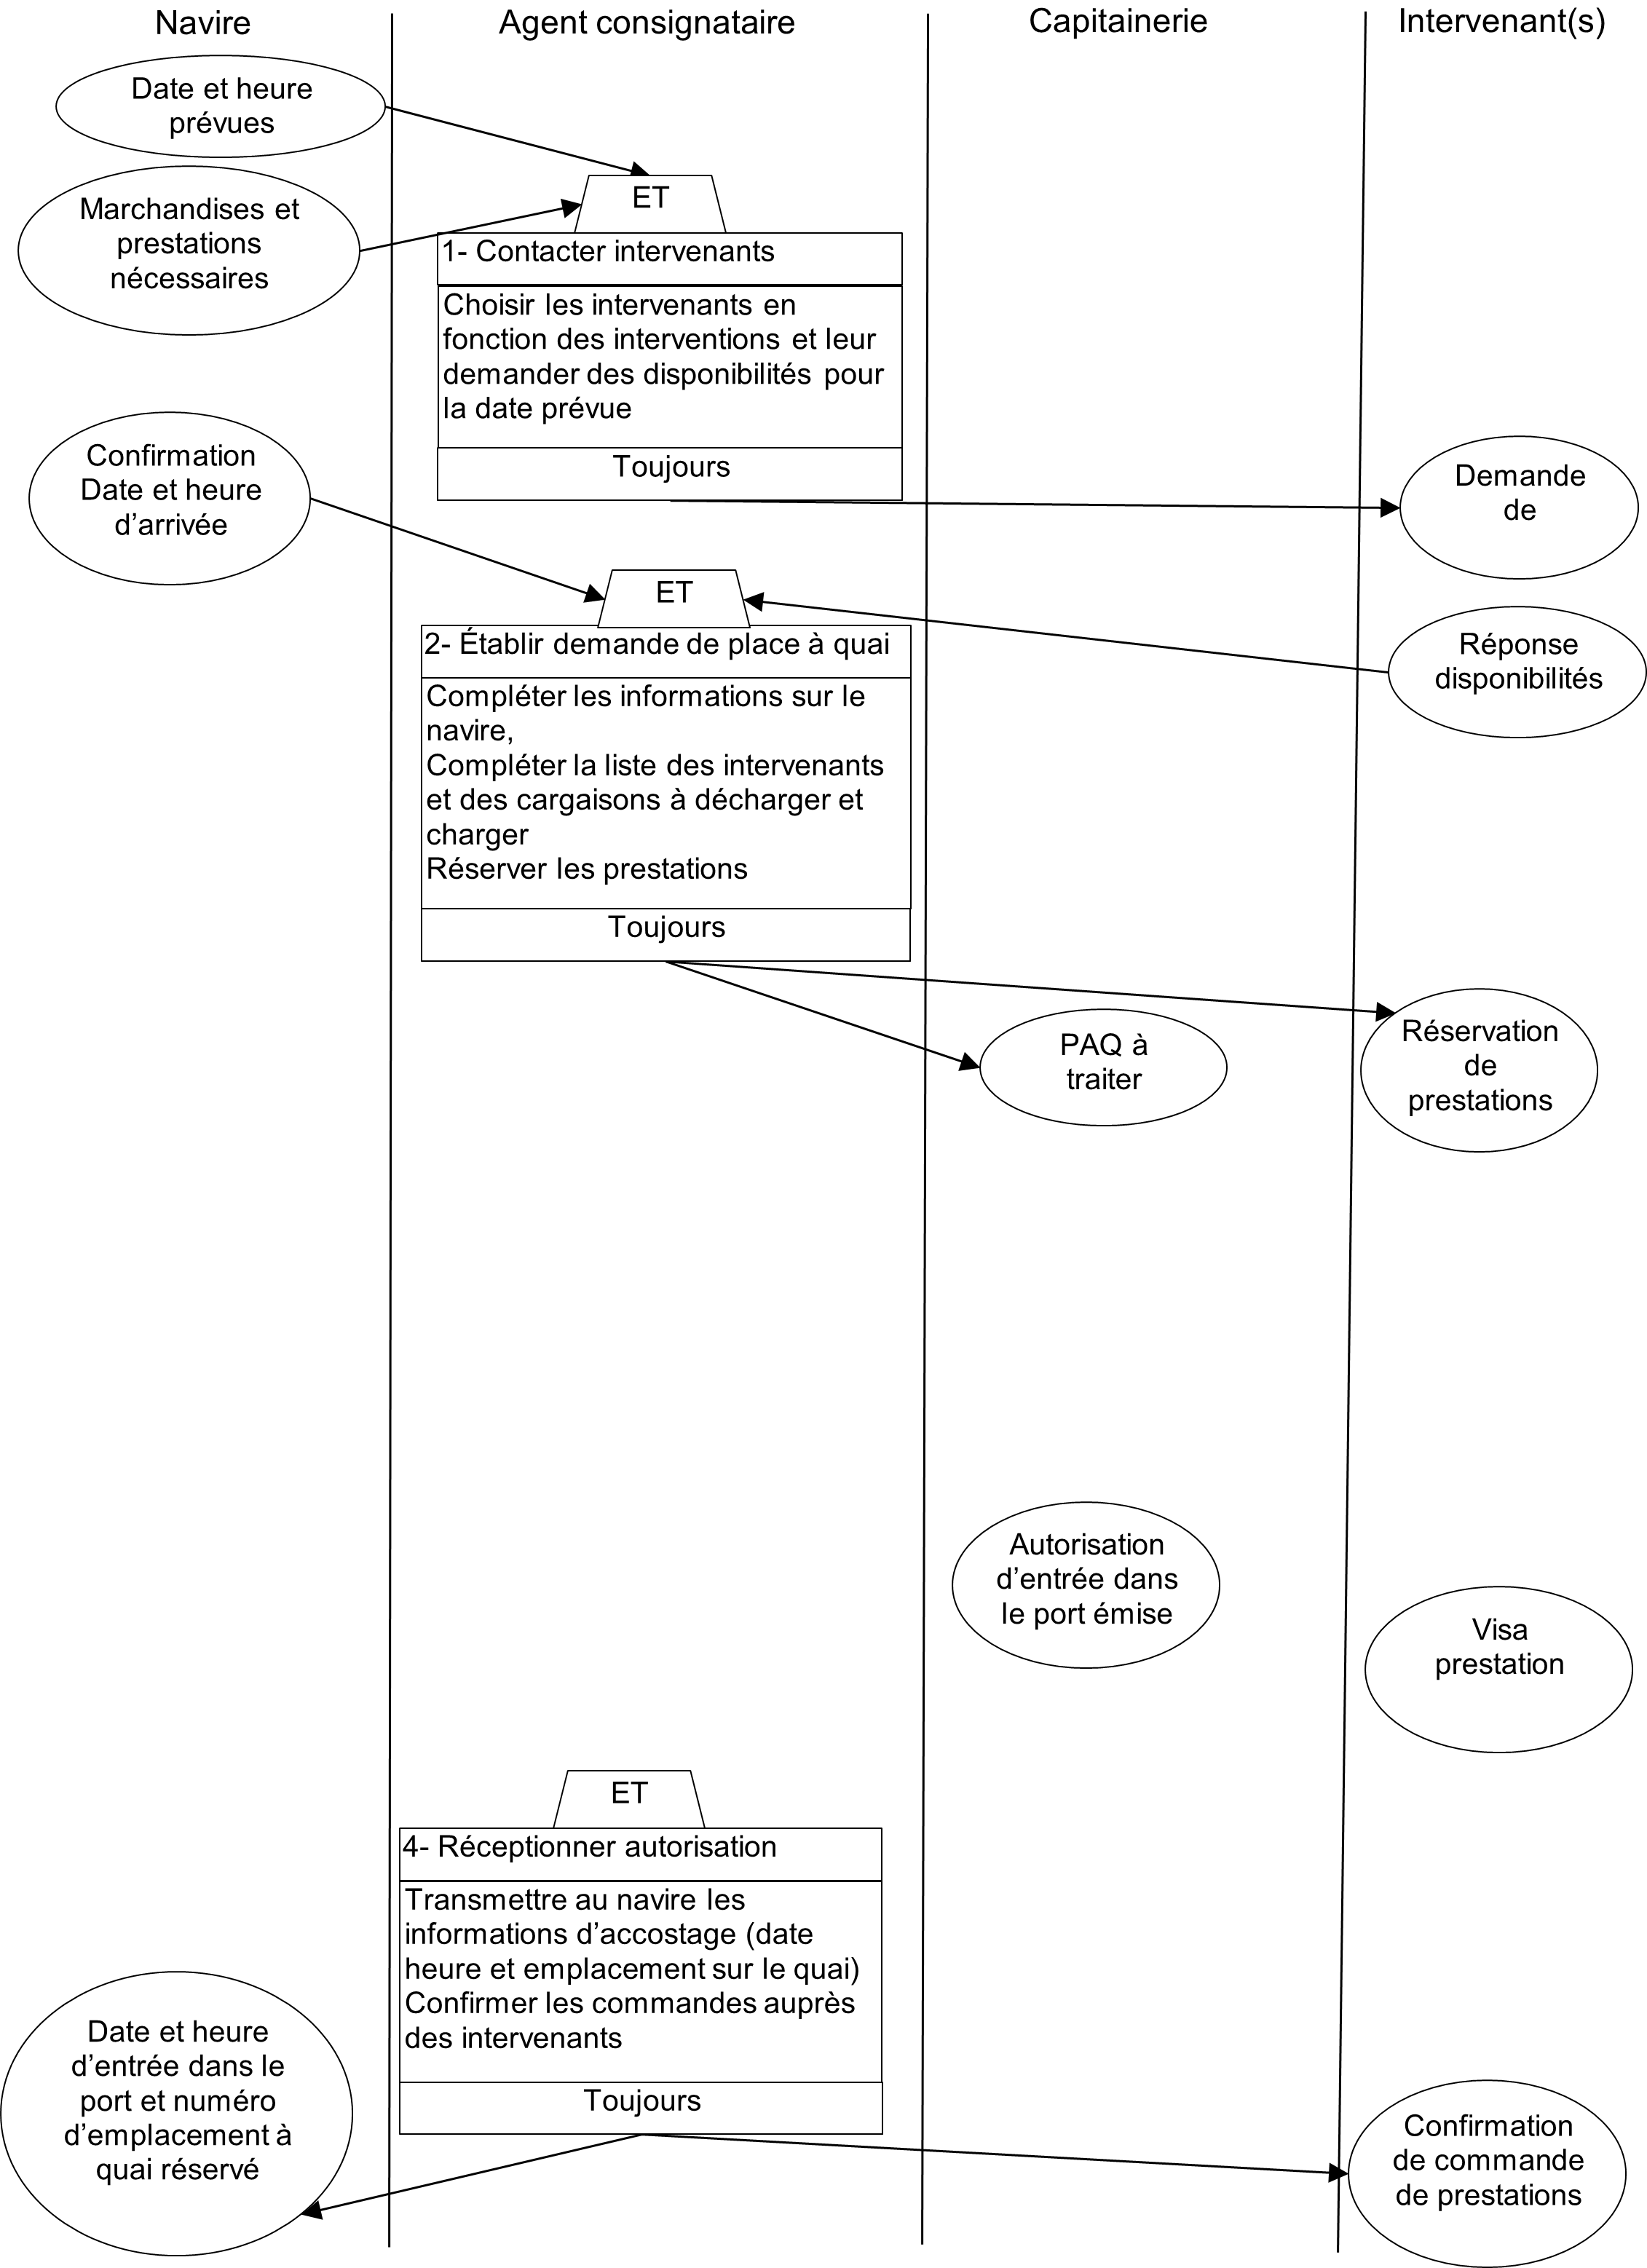 Navire
Agent consignataire
Capitainerie
Intervenant(s)
Date et heure
prévues
ET
Marchandises et
prestations
nécessaires
1- Contacter intervenants
Choisir les intervenants en
fonction des interventions et leur
demander des disponibilités pour
la date prévue
Toujours
Confirmation
Date et heure
d’arrivée
Demande
de
ET
2- Établir demande de place à quai
Réponse
disponibilités
Compléter les informations sur le
navire,
Compléter la liste des intervenants
et des cargaisons à décharger et
charger
Réserver les prestations
Toujours
PAQ à
traiter
Réservation
de
prestations
Autorisation
d’entrée dans
le port émise
Visa
prestation
ET
4- Réceptionner autorisation
Transmettre au navire les
informations d’accostage (date
heure et emplacement sur le quai)
Confirmer les commandes auprès
des intervenants
Toujours
Date et heure
d’entrée dans le
port et numéro
d’emplacement à
quai réservé
Confirmation
de commande
de prestations